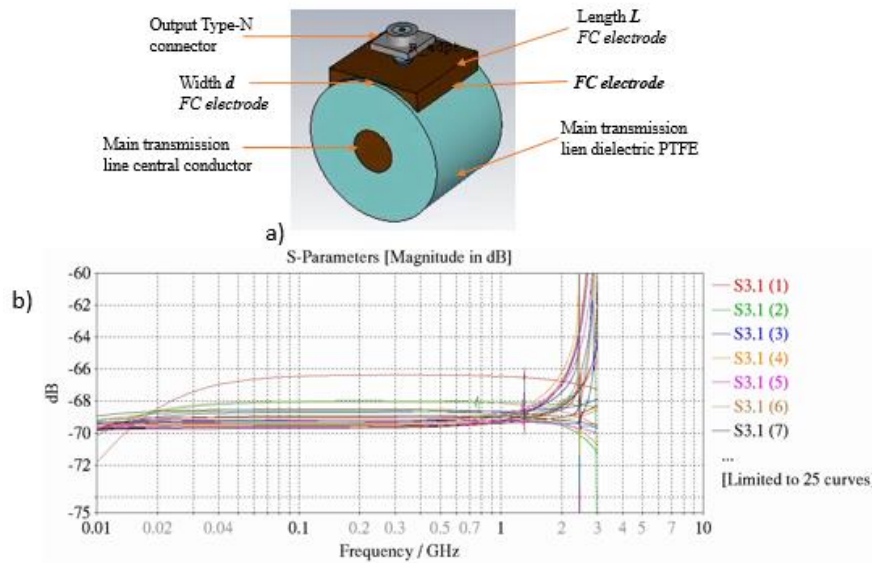 Output Type-N
connector
Length L
FC electrode
Width d
FC electrode
FC electrode
Main transmission
line central conductor
Main transmission
lien dielectric PTFE
a)
b)
S-Parameters [Magnitude in dB]
-60
-62
-64
-66
-68
-70
-72
-75
dB
0.01
0.02
0.04
0.1
0.2
0.3
0.5
0.7
1
2
3
4
5
7
10
Frequency / GHz
S3.1 (1)
S3.1 (2)
S3.1 (3)
S3.1 (4)
S3.1 (5)
S3.1 (6)
S3.1 (7)
...
[Limited to 25 curves]